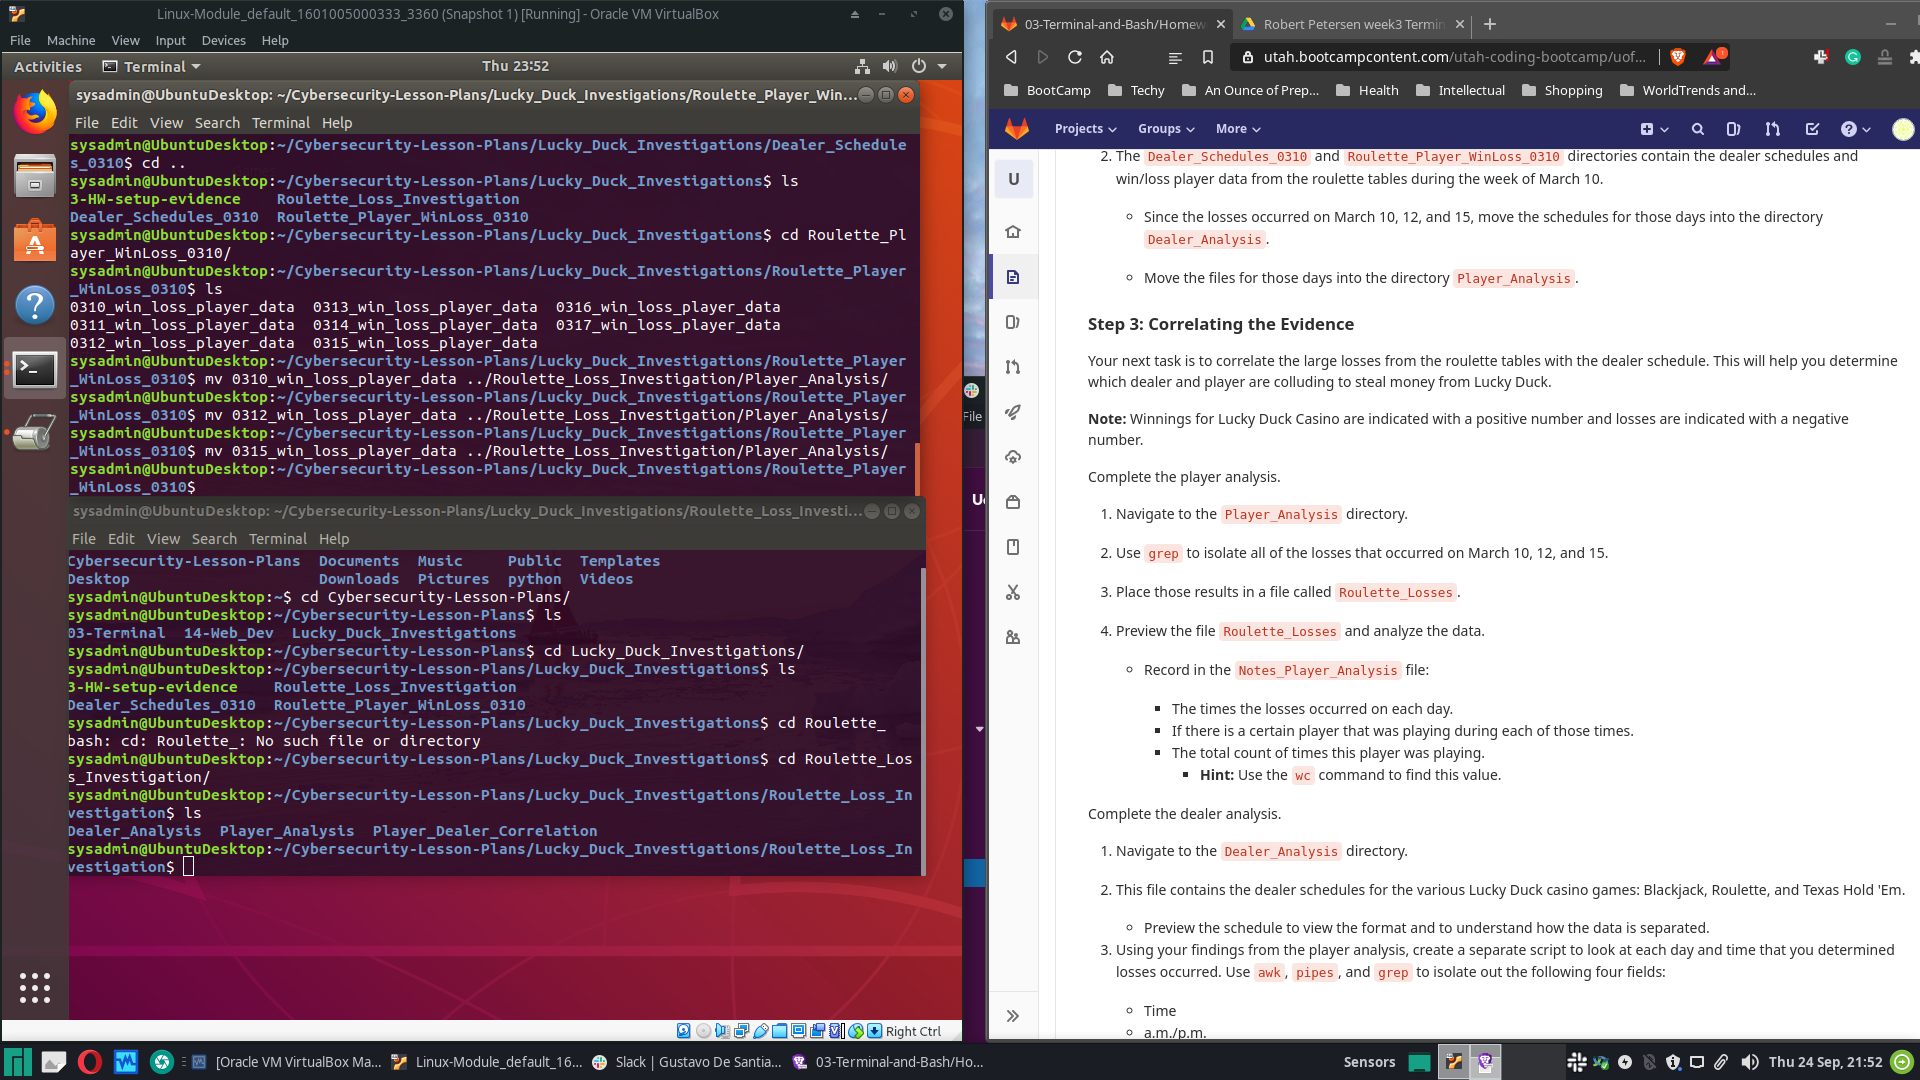 Linux-Module_default_1601005000333_3360 (Snapshot 1) [Running] - Oracle VM VirtualBox
File Machine View Input Devices Help
Activities Terminal Thu 23:52
sysadmin@UbuntuDesktop: ~/Cybersecurity-Lesson-Plans/Lucky_Duck_Investigations/Roulette_Player_Win...
File Edit View Search Terminal Help
sysadmin@UbuntuDesktop:~/Cybersecurity-Lesson-Plans/Lucky_Duck_Investigations/Dealer_Schedule
s_0310$ cd ..
sysadmin@UbuntuDesktop:~/Cybersecurity-Lesson-Plans/Lucky_Duck_Investigations$ ls
3-HW-setup-evidence Roulette_Loss_Investigation
Dealer_Schedules_0310 Roulette_Player_WinLoss_0310
sysadmin@UbuntuDesktop:~/Cybersecurity-Lesson-Plans/Lucky_Duck_Investigations$ cd Roulette_Pl
ayer_WinLoss_0310/
sysadmin@UbuntuDesktop:~/Cybersecurity-Lesson-Plans/Lucky_Duck_Investigations/Roulette_Player
_WinLoss_0310$ ls
0310_win_loss_player_data 0313_win_loss_player_data 0316_win_loss_player_data
0311_win_loss_player_data 0314_win_loss_player_data 0317_win_loss_player_data
0312_win_loss_player_data 0315_win_loss_player_data
sysadmin@UbuntuDesktop:~/Cybersecurity-Lesson-Plans/Lucky_Duck_Investigations/Roulette_Player
_WinLoss_0310$ mv 0310_win_loss_player_data ../Roulette_Loss_Investigation/Player_Analysis/
sysadmin@UbuntuDesktop:~/Cybersecurity-Lesson-Plans/Lucky_Duck_Investigations/Roulette_Player
_WinLoss_0310$ mv 0312_win_loss_player_data ../Roulette_Loss_Investigation/Player_Analysis/
sysadmin@UbuntuDesktop:~/Cybersecurity-Lesson-Plans/Lucky_Duck_Investigations/Roulette_Player
_WinLoss_0310$ mv 0315_win_loss_player_data ../Roulette_Loss_Investigation/Player_Analysis/
sysadmin@UbuntuDesktop:~/Cybersecurity-Lesson-Plans/Lucky_Duck_Investigations/Roulette_Player
_WinLoss_0310$
sysadmin@UbuntuDesktop: ~/Cybersecurity-Lesson-Plans/Lucky_Duck_Investigations/Roulette_Loss_Investi...
File Edit View Search Terminal Help
Cybersecurity-Lesson-Plans Documents Music Public Templates
Desktop Downloads Pictures python Videos
sysadmin@UbuntuDesktop:~$ cd Cybersecurity-Lesson-Plans/
sysadmin@UbuntuDesktop:~/Cybersecurity-Lesson-Plans$ ls
03-Terminal 14-Web_Dev Lucky_Duck_Investigations
sysadmin@UbuntuDesktop:~/Cybersecurity-Lesson-Plans$ cd Lucky_Duck_Investigations/
sysadmin@UbuntuDesktop:~/Cybersecurity-Lesson-Plans/Lucky_Duck_Investigations$ ls
3-HW-setup-evidence Roulette_Loss_Investigation
Dealer_Schedules_0310 Roulette_Player_WinLoss_0310
sysadmin@UbuntuDesktop:~/Cybersecurity-Lesson-Plans/Lucky_Duck_Investigations$ cd Roulette_
bash: cd: Roulette_: No such file or directory
sysadmin@UbuntuDesktop:~/Cybersecurity-Lesson-Plans/Lucky_Duck_Investigations$ cd Roulette_Los
s_Investigation/
sysadmin@UbuntuDesktop:~/Cybersecurity-Lesson-Plans/Lucky_Duck_Investigations/Roulette_Loss_In
vestigation$ ls
Dealer_Analysis Player_Analysis Player_Dealer_Correlation
sysadmin@UbuntuDesktop:~/Cybersecurity-Lesson-Plans/Lucky_Duck_Investigations/Roulette_Loss_In
vestigation$
Right Ctrl
File
03-Terminal-and-Bash/Homew Robert Petersen week3 Termin
utah.bootcampcontent.com/utah-coding-bootcamp/uof...
BootCamp Techy An Ounce of Prep... Health Intellectual Shopping WorldTrends and...
Projects Groups More
U
2. The Dealer_Schedules_0310 and Roulette_Player_WinLoss_0310 directories contain the dealer schedules and
win/loss player data from the roulette tables during the week of March 10.
Since the losses occurred on March 10, 12, and 15, move the schedules for those days into the directory
Dealer_Analysis.
Move the files for those days into the directory Player_Analysis.
Step 3: Correlating the Evidence
Your next task is to correlate the large losses from the roulette tables with the dealer schedule. This will help you determine
which dealer and player are colluding to steal money from Lucky Duck.
Note: Winnings for Lucky Duck Casino are indicated with a positive number and losses are indicated with a negative
number.
Complete the player analysis.
1. Navigate to the Player_Analysis directory.
2. Use grep to isolate all of the losses that occurred on March 10, 12, and 15.
3. Place those results in a file called Roulette_Losses.
4. Preview the file Roulette_Losses and analyze the data.
Record in the Notes_Player_Analysis file:
The times the losses occurred on each day.
If there is a certain player that was playing during each of those times.
The total count of times this player was playing.
Hint: Use the wc command to find this value.
Complete the dealer analysis.
1. Navigate to the Dealer_Analysis directory.
2. This file contains the dealer schedules for the various Lucky Duck casino games: Blackjack, Roulette, and Texas Hold 'Em.
Preview the schedule to view the format and to understand how the data is separated.
3. Using your findings from the player analysis, create a separate script to look at each day and time that you determined
losses occurred. Use awk, pipes, and grep to isolate out the following four fields:
Time
a.m./p.m.
[Oracle VM VirtualBox Ma... Linux-Module_default_16... Slack | Gustavo De Santia... 03-Terminal-and-Bash/Ho... Sensors Thu 24 Sep, 21:52